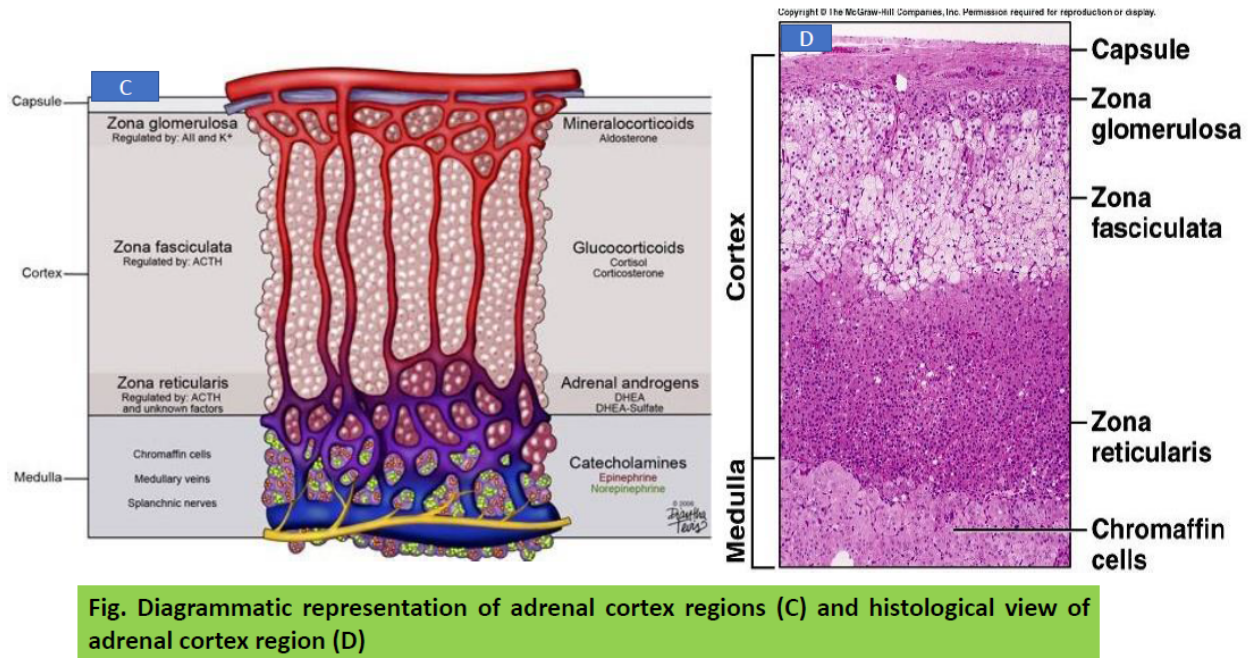 Copyright © The McGraw-Hill Companies, Inc. Permission required for reproduction or display.
C
Capsule
Zona glomerulosa
Regulated by: AII and K+
Mineralocorticoids
Aldosterone
Zona fasciculata
Regulated by: ACTH
Cortex
Glucocorticoids
Cortisol
Corticosterone
Zona reticularis
Regulated by: ACTH
and unknown factors
Adrenal androgens
DHEA
DHEA-Sulfate
Chromaffin cells
Medulla
Medullary veins
Splanchnic nerves
Catecholamines
Epinephrine
Norepinephrine
© 2006
D
Capsule
Zona
glomerulosa
Zona
fasciculata
Cortex
Zona
reticularis
Medulla
Chromaffin
cells
Fig. Diagrammatic representation of adrenal cortex regions (C) and histological view of
adrenal cortex region (D)